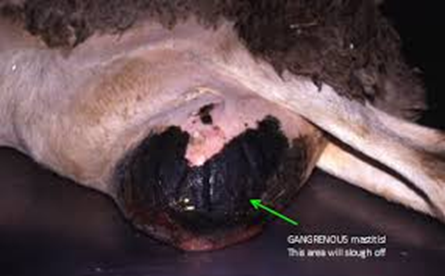 GANGRENOUS mastitis!
This area will slough off